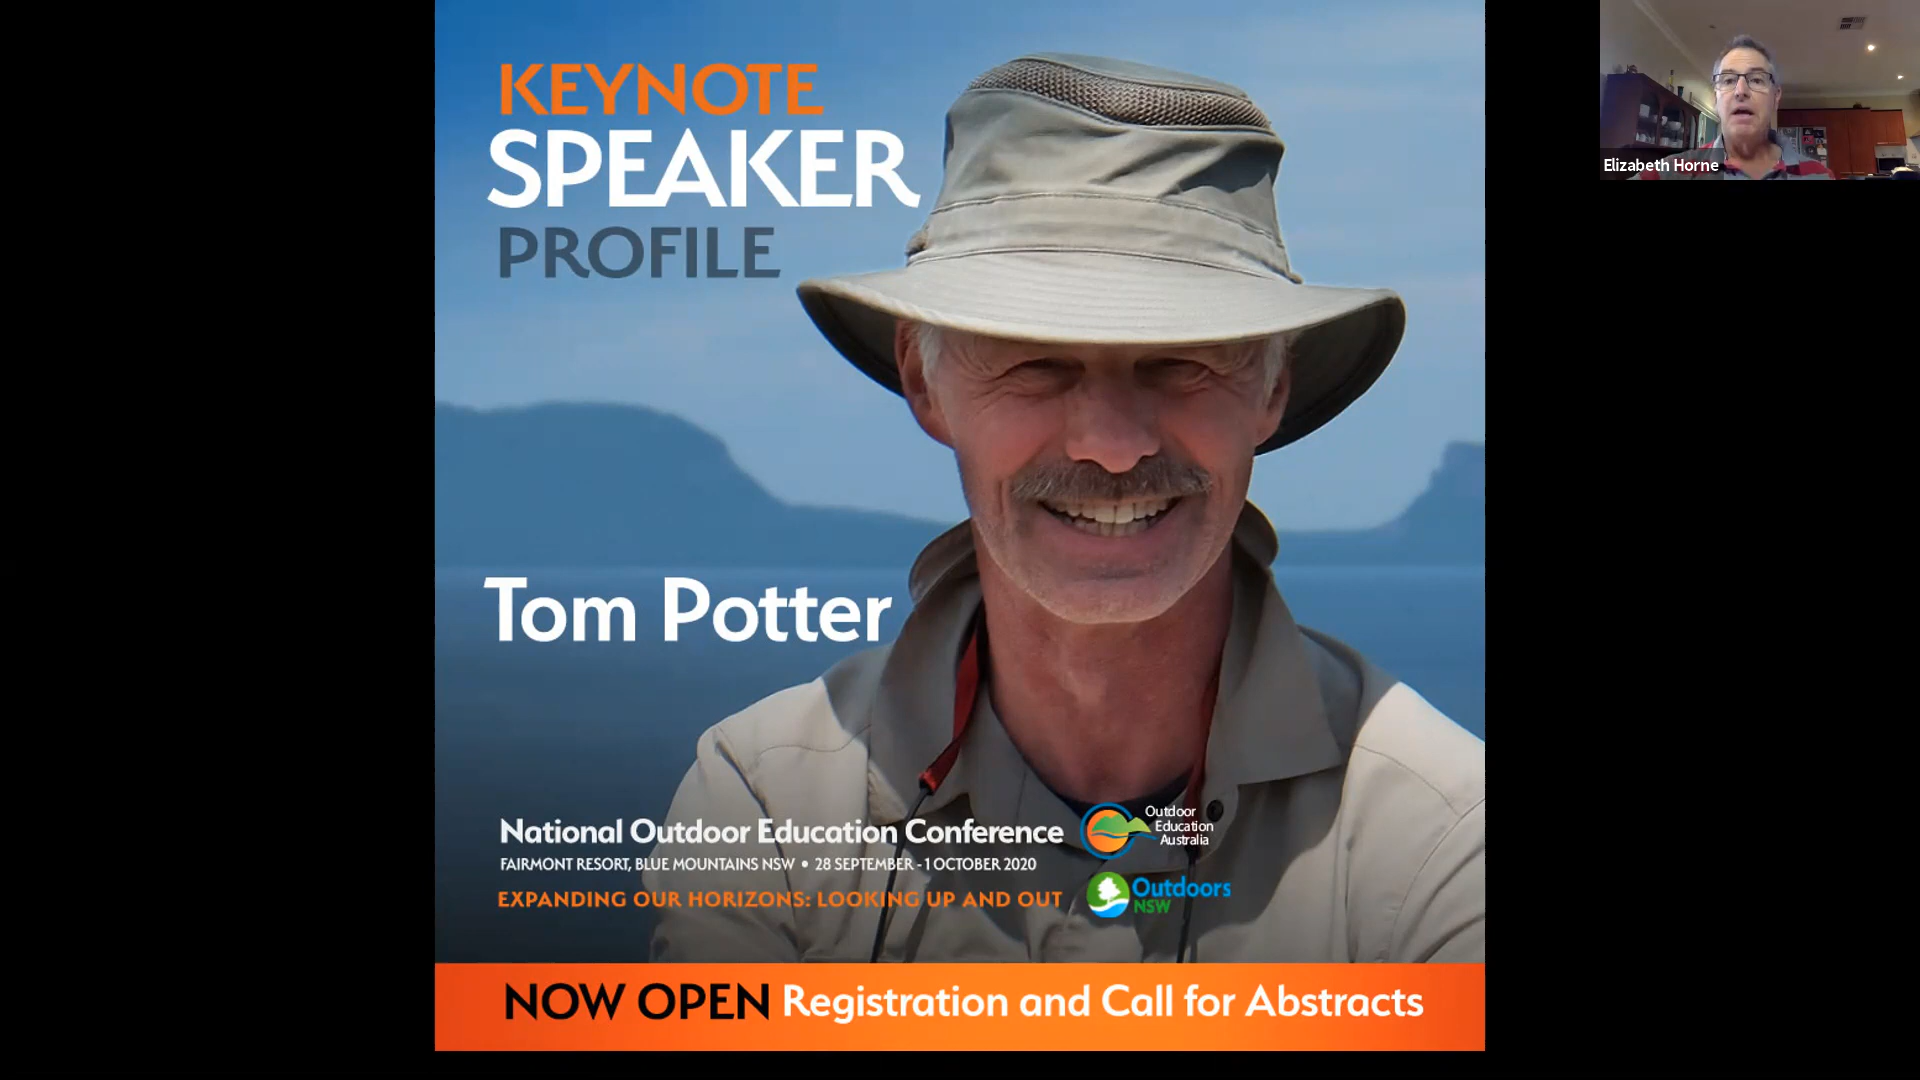 KEYNOTE
SPEAKER
PROFILE
Tom Potter
National Outdoor Education Conference
FAIRMONT RESORT, BLUE MOUNTAINS NSW • 28 SEPTEMBER - 1 OCTOBER 2020
EXPANDING OUR HORIZONS: LOOKING UP AND OUT
Outdoor
Education
Australia
Outdoors
NSW
NOW OPEN Registration and Call for Abstracts
Elizabeth Horne